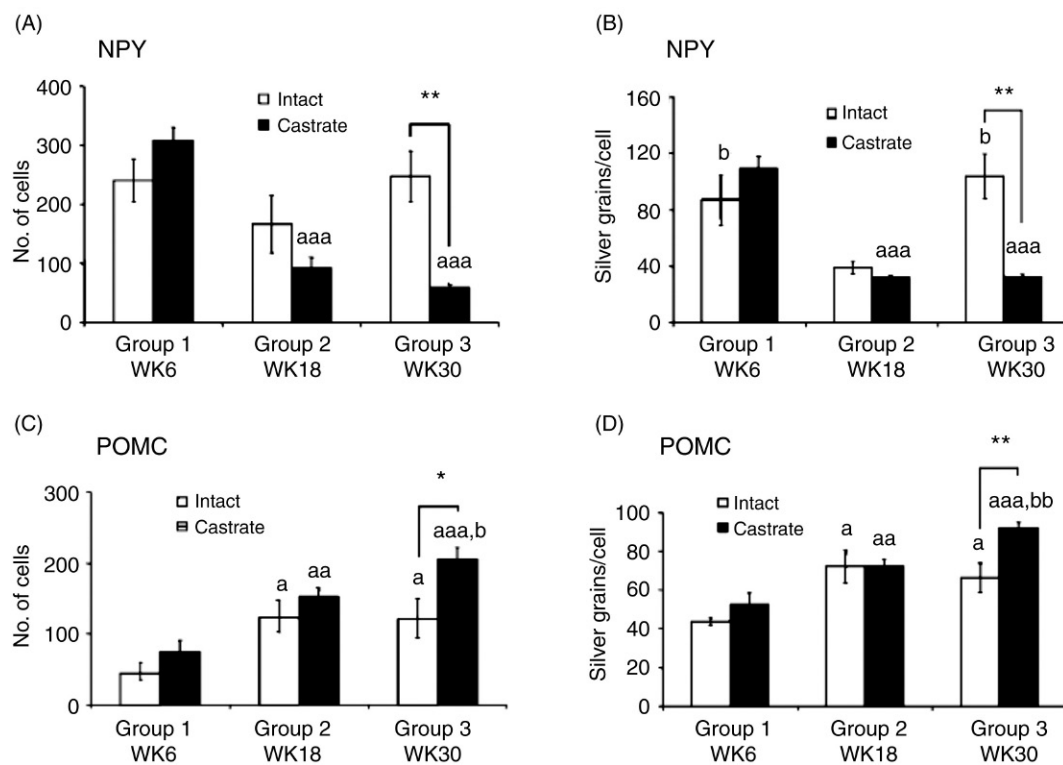 (A)
NPY
400
300
200
100
0
No. of cells
Intact
Castrate
**
aaa
aaa
Group 1
WK6
Group 2
WK18
Group 3
WK30
(B)
NPY
160
120
80
40
0
Silver grains/cell
Intact
Castrate
**
b
b
aaa
aaa
Group 1
WK6
Group 2
WK18
Group 3
WK30
(C)
POMC
300
200
100
0
No. of cells
Intact
Castrate
*
aaa,b
a
aa
a
Group 1
WK6
Group 2
WK18
Group 3
WK30
(D)
POMC
100
80
60
40
20
0
Silver grains/cell
Intact
Castrate
**
aaa,bb
a
aa
a
Group 1
WK6
Group 2
WK18
Group 3
WK30